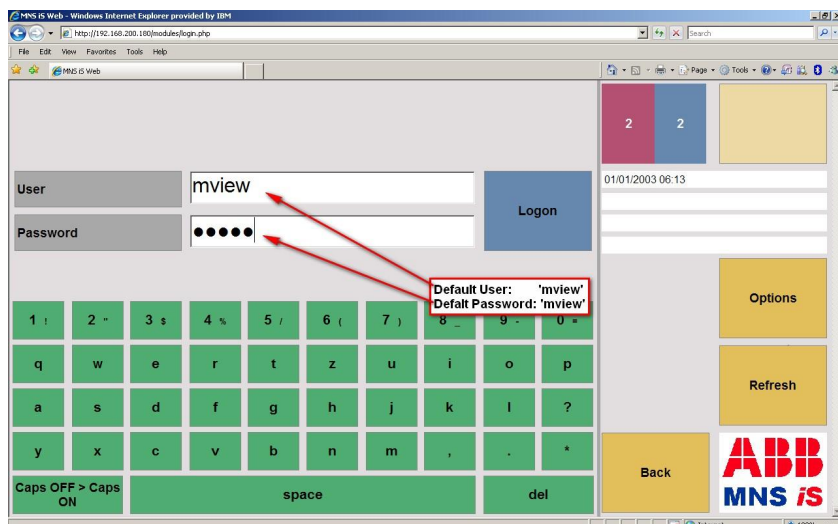 MNS iS Web - Windows Internet Explorer provided by IBM
http://192.168.200.180/modules/login.php
Search
File Edit View Favorites Tools Help
MNS iS Web
Page Tools
2 2
01/01/2003 06:13
User
mview
Logon
Password
Default User: 'mview'
Defalt Password: 'mview'
Options
1 ! 2 " 3 $ 4 % 5 / 6 ( 7 ) 8 _ 9 - 0 =
q w e r t z u i o p
Refresh
a s d f g h j k l ?
y x c v b n m , . *
Back
ABB
MNS iS
Caps OFF > Caps
ON
space
del